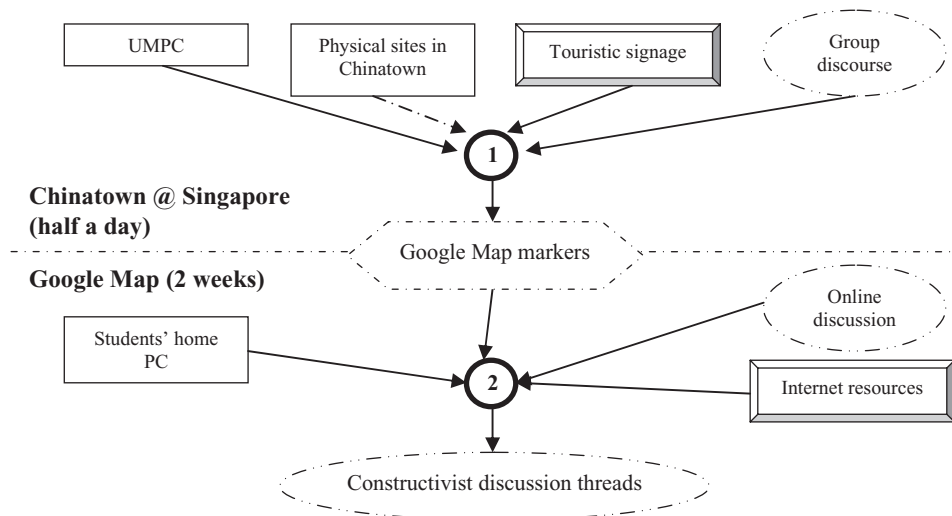 UMPC
Physical sites in
Chinatown
Touristic signage
Group
discourse
1
Chinatown @ Singapore
(half a day)
Google Map markers
Google Map (2 weeks)
Online
discussion
Students’ home
PC
2
Internet resources
Constructivist discussion threads